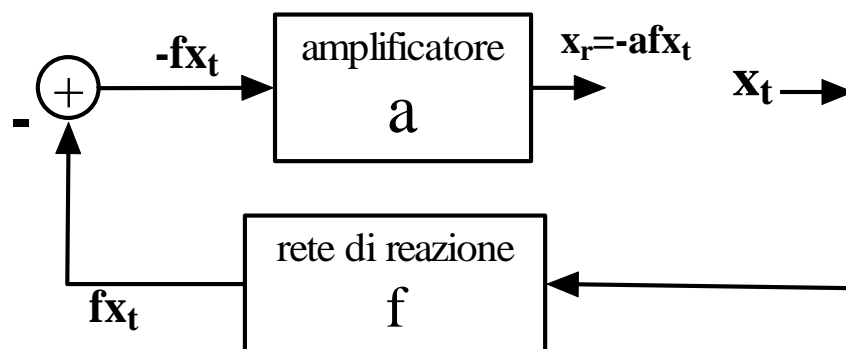 amplificatore
a
-fxₜ
xᵣ=-afxₜ
xₜ
+
-
rete di reazione
f
fxₜ